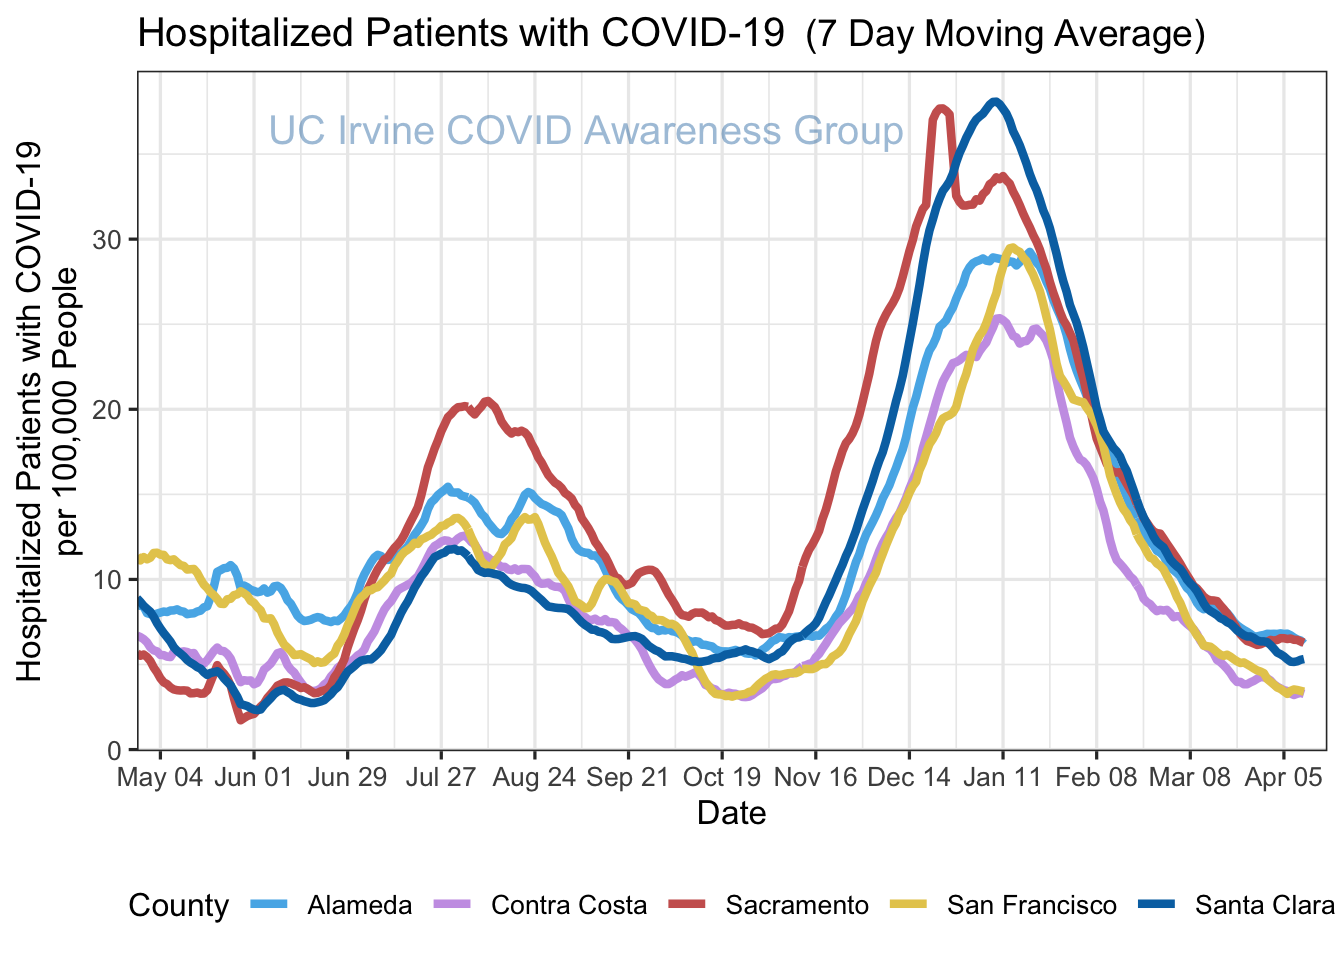 Hospitalized Patients with COVID-19 (7 Day Moving Average)
UC Irvine COVID Awareness Group
Hospitalized Patients with COVID-19
per 100,000 People
30
20
10
0
May 04 Jun 01 Jun 29 Jul 27 Aug 24 Sep 21 Oct 19 Nov 16 Dec 14 Jan 11 Feb 08 Mar 08 Apr 05
Date
County Alameda Contra Costa Sacramento San Francisco Santa Clara